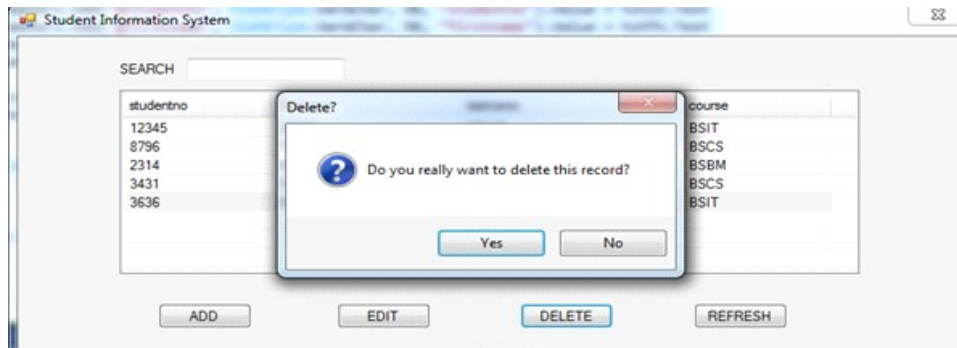 Student Information System
SEARCH
studentno course
12345 BSIT
8796 BSCS
2314 BSBM
3431 BSCS
3636 BSIT
Delete?
Do you really want to delete this record?
Yes No
ADD EDIT DELETE REFRESH